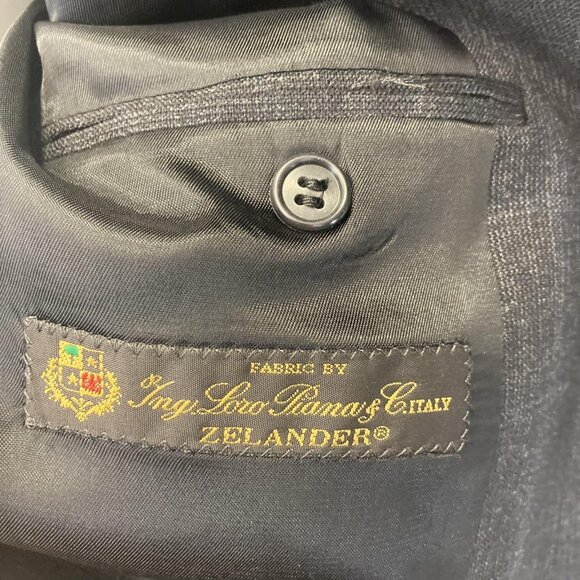 FABRIC BY
Ing. Loro Piana & C. ITALY
ZELANDER®